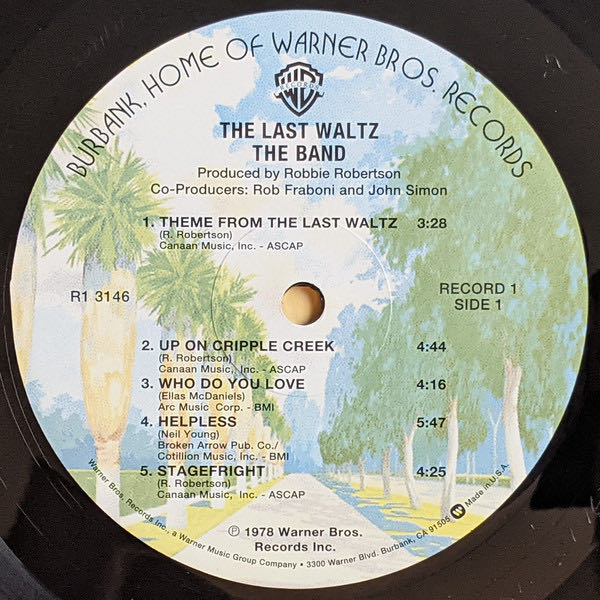 BURBANK, HOME OF WARNER BROS. RECORDS
WB
RECORDS
THE LAST WALTZ
THE BAND
Produced by Robbie Robertson
Co-Producers: Rob Fraboni and John Simon
1. THEME FROM THE LAST WALTZ 3:28
(R. Robertson)
Canaan Music, Inc. - ASCAP
R1 3146
RECORD 1
SIDE 1
2. UP ON CRIPPLE CREEK 4:44
(R. Robertson)
Canaan Music, Inc. - ASCAP
3. WHO DO YOU LOVE 4:16
(Ellas McDaniels)
Arc Music Corp. - BMI
4. HELPLESS 5:47
(Neil Young)
Broken Arrow Pub. Co./
Cotillion Music, Inc. - BMI
5. STAGEFRIGHT 4:25
(R. Robertson)
Canaan Music, Inc. - ASCAP
℗ 1978 Warner Bros.
Records Inc.
Warner Bros. Records Inc., a Warner Music Group Company • 3300 Warner Blvd. Burbank, CA 91505 W Made in U.S.A.